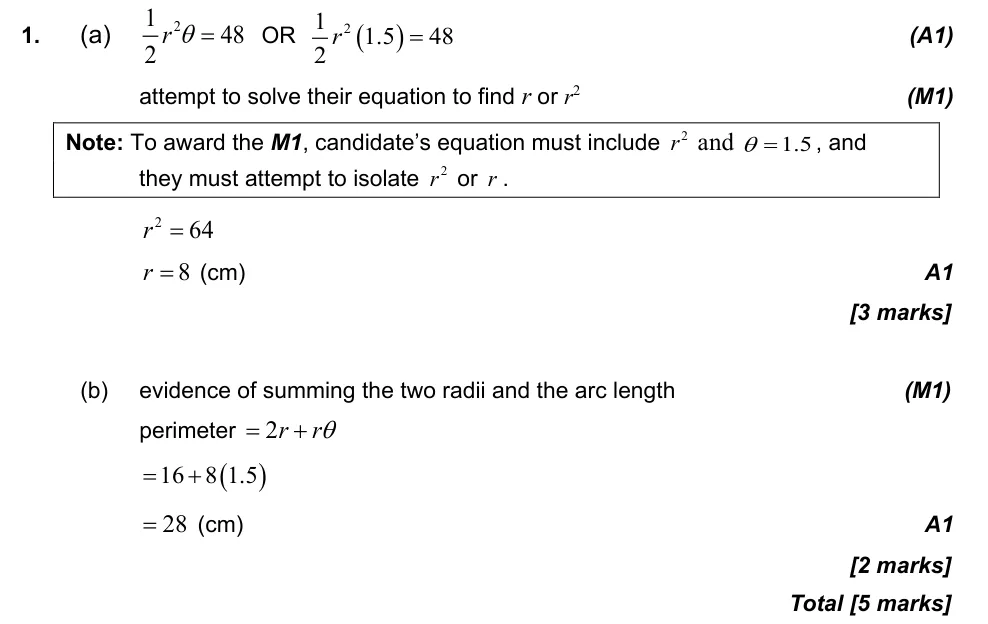 1. (a) 1/2 r²θ = 48 OR 1/2 r²(1.5) = 48 (A1)
attempt to solve their equation to find r or r² (M1)
Note: To award the M1, candidate's equation must include r² and θ = 1.5, and
they must attempt to isolate r² or r.
r² = 64
r = 8 (cm) A1
[3 marks]
(b) evidence of summing the two radii and the arc length (M1)
perimeter = 2r + rθ
= 16 + 8(1.5)
= 28 (cm) A1
[2 marks]
Total [5 marks]